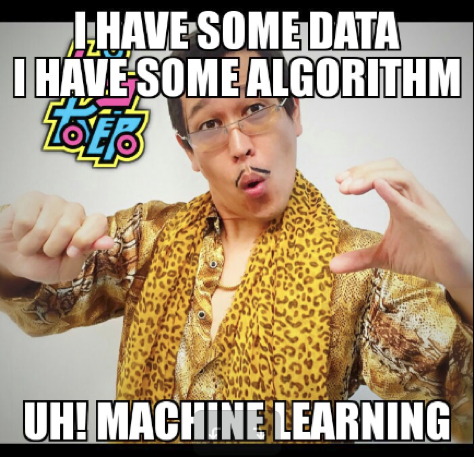 I HAVE SOME DATA
I HAVE SOME ALGORITHM
UH! MACHINE LEARNING